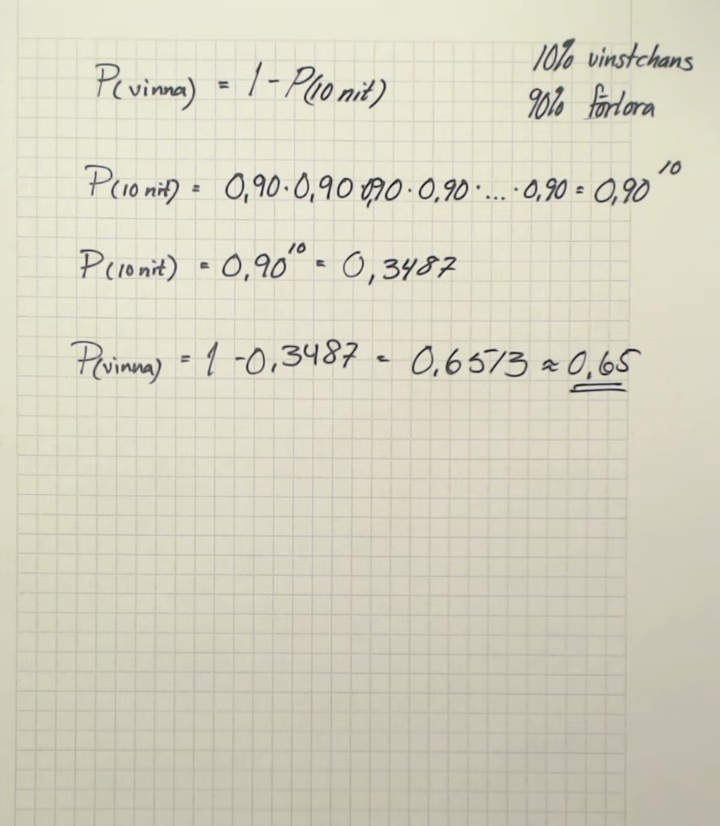 10% vinstchans
P(vinna) = 1 - P(10 nit)
90% förlora
P(10 nit) = 0,90 · 0,90 · 0,90 · 0,90 · ... · 0,90 = 0,90^10
P(10 nit) = 0,90^10 = 0,3487
P(vinna) = 1 - 0,3487 = 0,6513 ≈ 0,65